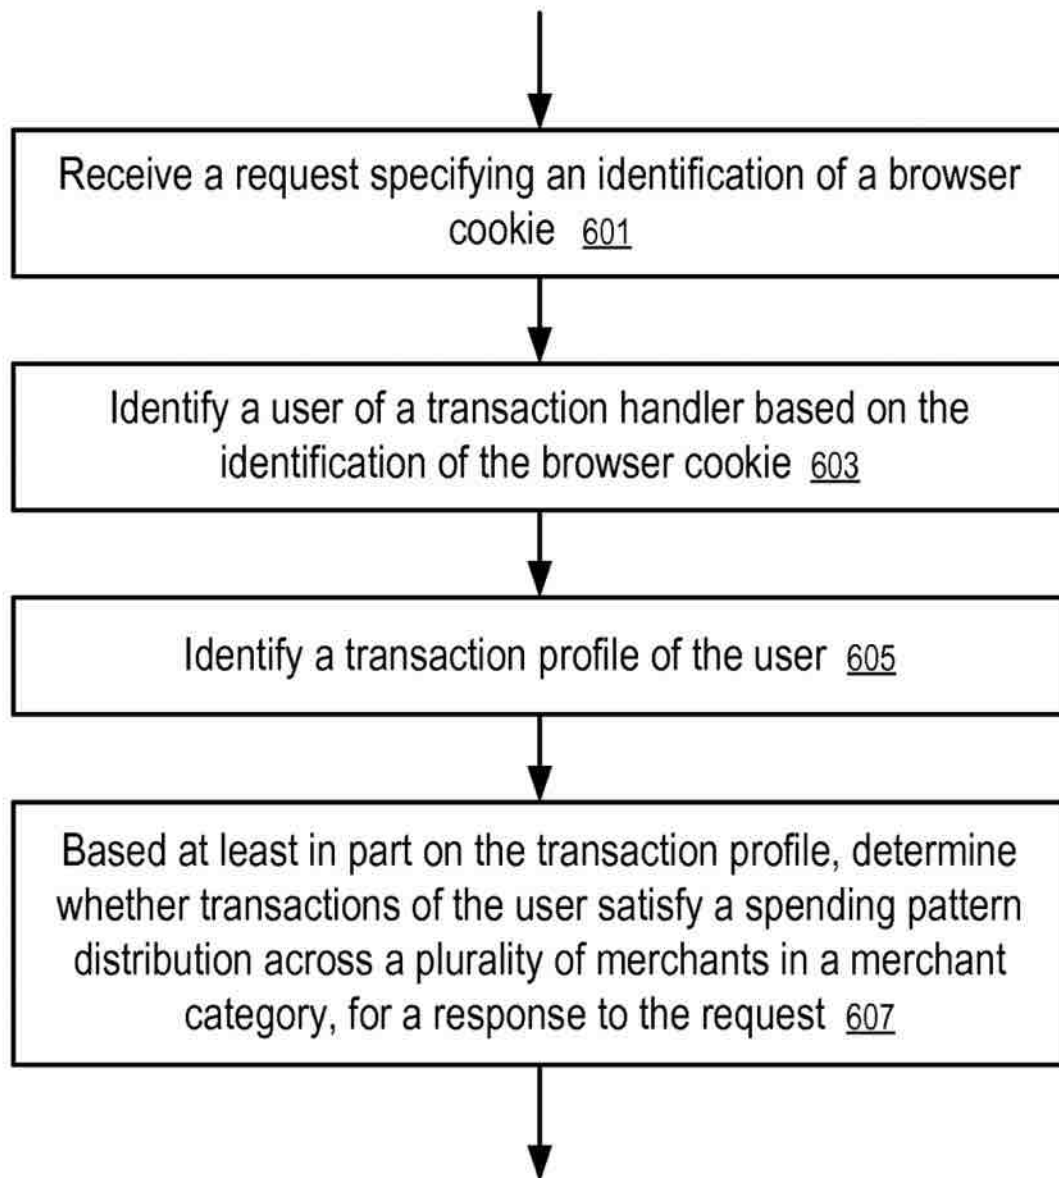 Receive a request specifying an identification of a browser
cookie 601
Identify a user of a transaction handler based on the
identification of the browser cookie 603
Identify a transaction profile of the user 605
Based at least in part on the transaction profile, determine
whether transactions of the user satisfy a spending pattern
distribution across a plurality of merchants in a merchant
category, for a response to the request 607